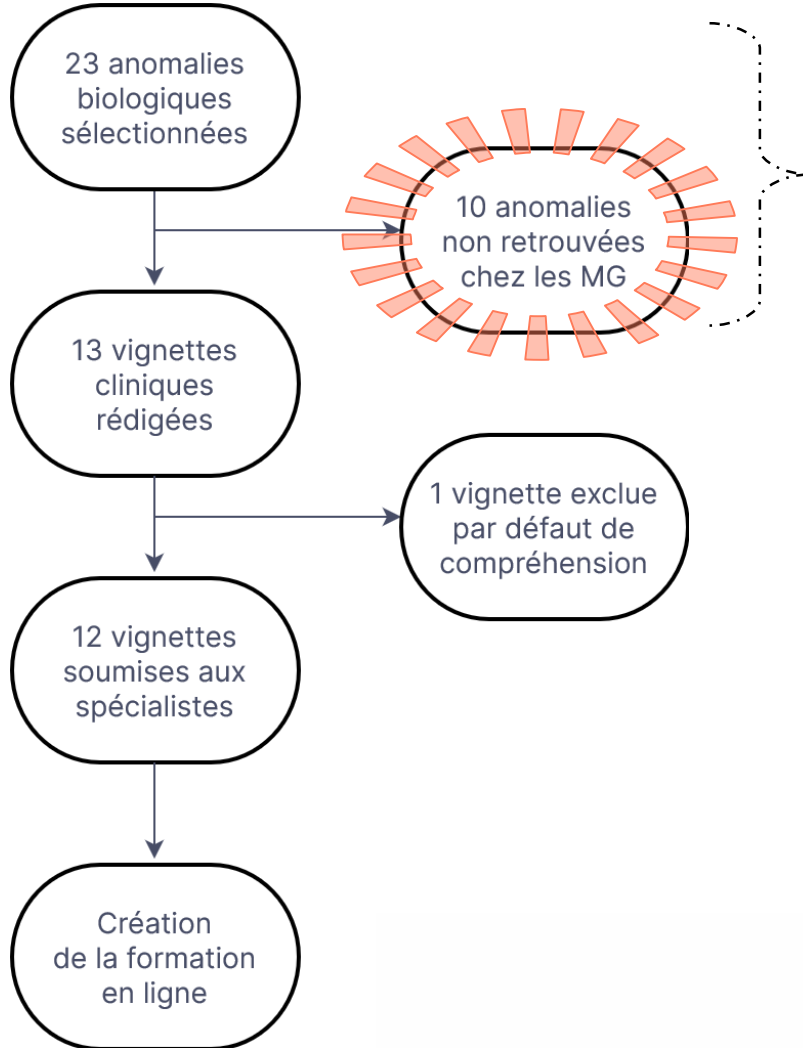 23 anomalies
biologiques
sélectionnées
10 anomalies
non retrouvées
chez les MG
13 vignettes
cliniques
rédigées
1 vignette exclue
par défaut de
compréhension
12 vignettes
soumises aux
spécialistes
Création
de la formation
en ligne